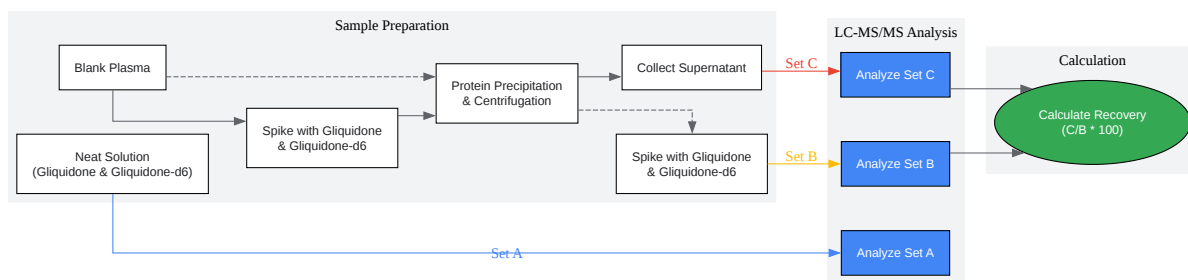 Sample Preparation
Blank Plasma
Spike with Gliquidone
& Gliquidone-d6
Neat Solution
(Gliquidone & Gliquidone-d6)
Protein Precipitation
& Centrifugation
Collect Supernatant
Spike with Gliquidone
& Gliquidone-d6
Set C
Set B
Set A
LC-MS/MS Analysis
Analyze Set C
Analyze Set B
Analyze Set A
Calculation
Calculate Recovery
(C/B * 100)